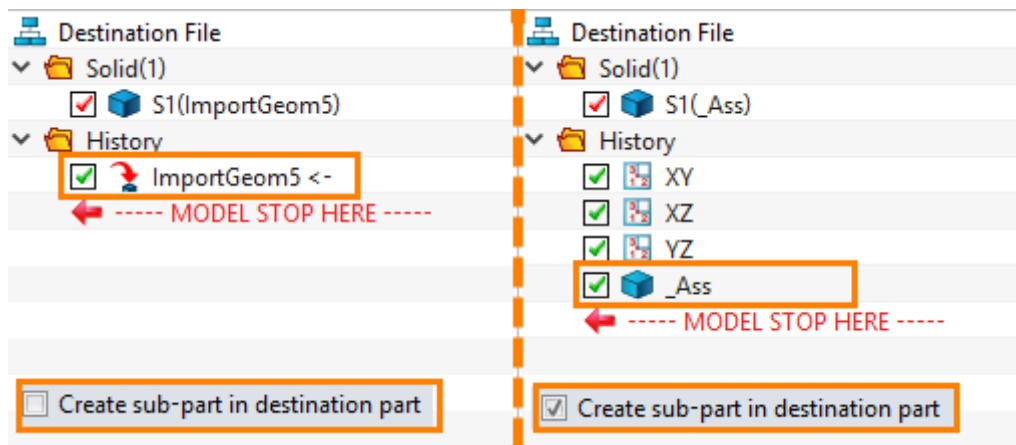 Destination File
Solid(1)
S1(ImportGeom5)
History
ImportGeom5 <-
----- MODEL STOP HERE -----
Create sub-part in destination part
Destination File
Solid(1)
S1(_Ass)
History
XY
XZ
YZ
_Ass
----- MODEL STOP HERE -----
Create sub-part in destination part